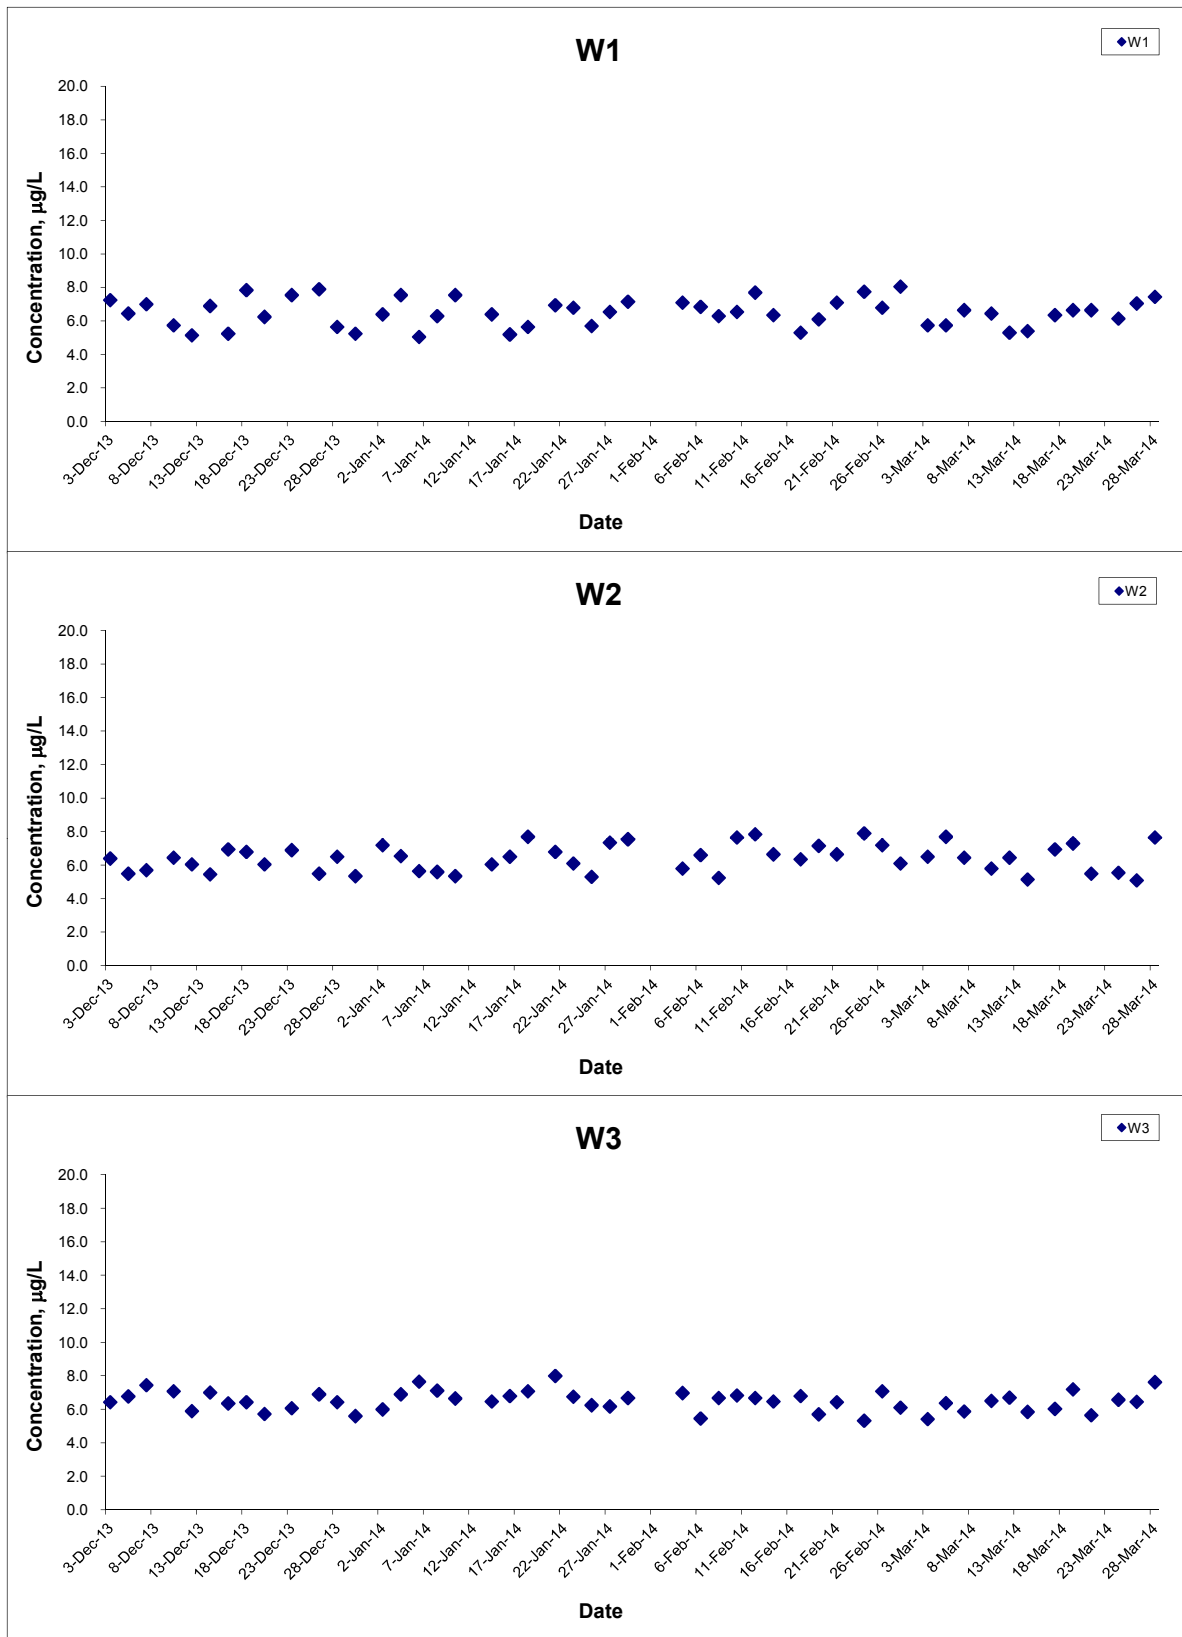 W1
W1
20.0
18.0
16.0
14.0
12.0
10.0
8.0
6.0
4.0
2.0
0.0
Concentration, µg/L
3-Dec-13 8-Dec-13 13-Dec-13 18-Dec-13 23-Dec-13 28-Dec-13 2-Jan-14 7-Jan-14 12-Jan-14 17-Jan-14 22-Jan-14 27-Jan-14 1-Feb-14 6-Feb-14 11-Feb-14 16-Feb-14 21-Feb-14 26-Feb-14 3-Mar-14 8-Mar-14 13-Mar-14 18-Mar-14 23-Mar-14 28-Mar-14
Date
W2
W2
20.0
18.0
16.0
14.0
12.0
10.0
8.0
6.0
4.0
2.0
0.0
Concentration, µg/L
3-Dec-13 8-Dec-13 13-Dec-13 18-Dec-13 23-Dec-13 28-Dec-13 2-Jan-14 7-Jan-14 12-Jan-14 17-Jan-14 22-Jan-14 27-Jan-14 1-Feb-14 6-Feb-14 11-Feb-14 16-Feb-14 21-Feb-14 26-Feb-14 3-Mar-14 8-Mar-14 13-Mar-14 18-Mar-14 23-Mar-14 28-Mar-14
Date
W3
W3
20.0
18.0
16.0
14.0
12.0
10.0
8.0
6.0
4.0
2.0
0.0
Concentration, µg/L
3-Dec-13 8-Dec-13 13-Dec-13 18-Dec-13 23-Dec-13 28-Dec-13 2-Jan-14 7-Jan-14 12-Jan-14 17-Jan-14 22-Jan-14 27-Jan-14 1-Feb-14 6-Feb-14 11-Feb-14 16-Feb-14 21-Feb-14 26-Feb-14 3-Mar-14 8-Mar-14 13-Mar-14 18-Mar-14 23-Mar-14 28-Mar-14
Date